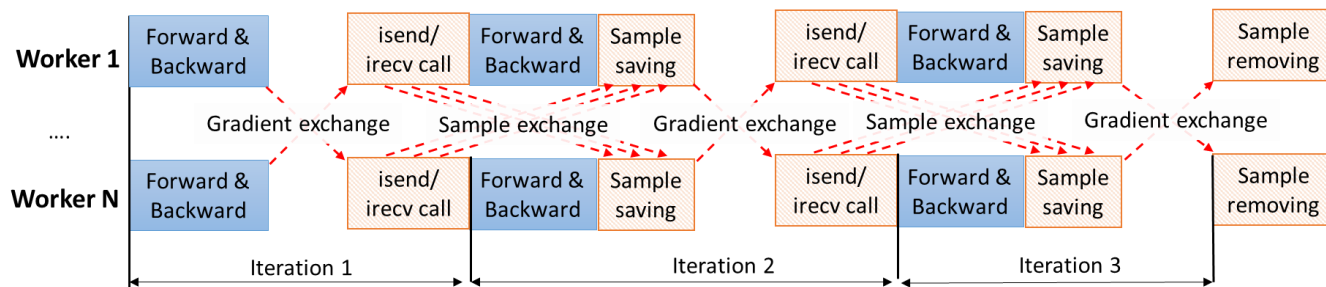 Worker 1
Forward &
Backward
isend/
irecv call
Forward &
Backward
Sample
saving
isend/
irecv call
Forward &
Backward
Sample
saving
Sample
removing
....
Gradient exchange
Sample exchange
Gradient exchange
Sample exchange
Gradient exchange
Worker N
Forward &
Backward
isend/
irecv call
Forward &
Backward
Sample
saving
isend/
irecv call
Forward &
Backward
Sample
saving
Sample
removing
Iteration 1
Iteration 2
Iteration 3